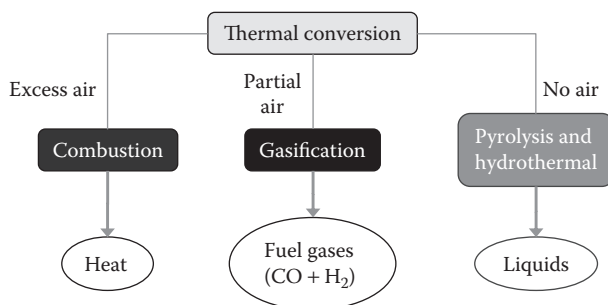 Thermal conversion
Excess air
Partial
air
No air
Combustion
Gasification
Pyrolysis and
hydrothermal
Heat
Fuel gases
(CO + H₂)
Liquids